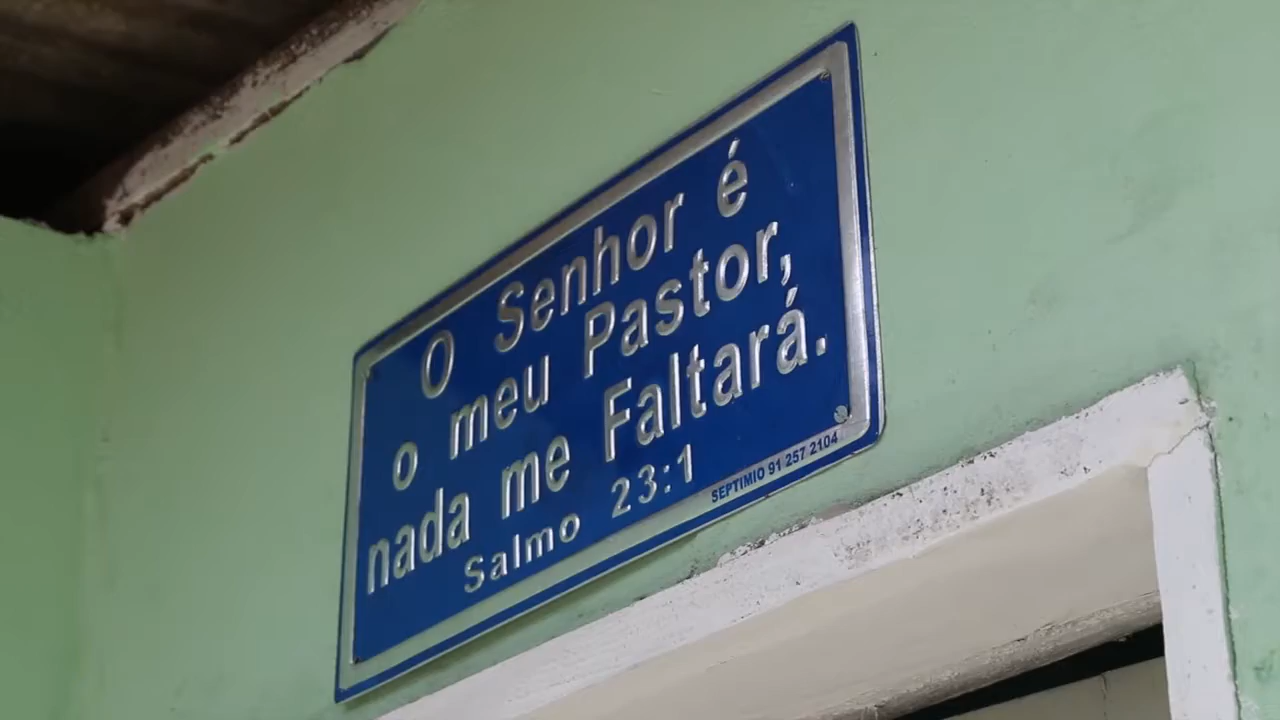 O Senhor é
o meu Pastor,
nada me Faltará.
Salmo 23:1
SEPTIMIO 91 257 2104